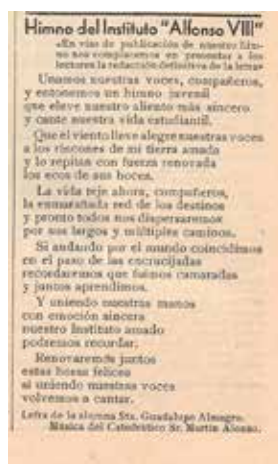 Himno del Instituto "Alfonso VIII"
«En vías de publicación de nuestro him-
no nos complacemos en presentar a los
lectores la redacción definitiva de la letra»
Unamos nuestras voces, compañeros,
y entonemos un himno juvenil
que eleve nuestro aliento más sincero
y cante nuestra vida estudiantil.
Que el viento lleve alegre nuestras voces
a los rincones de mi tierra amada
y lo repitan con fuerza renovada
los ecos de sus hoces.
La vida teje ahora, compañeros,
la enmarañada red de los destinos
y pronto todos nos dispersaremos
por sus largos y múltiples caminos.
Si andando por el mundo coincidimos
en el paso de las encrucijadas
recordaremos que fuimos camaradas
y juntos aprendimos.
Y uniendo nuestras manos
con emoción sincera
nuestro Instituto amado
podremos recordar.
Renovaremos juntos
estas horas felices
si uniendo nuestras voces
volvemos a cantar.
Letra de la alumna Sta. Guadalupe Almagro.
Música del Catedrático Sr. Martín Alonso.